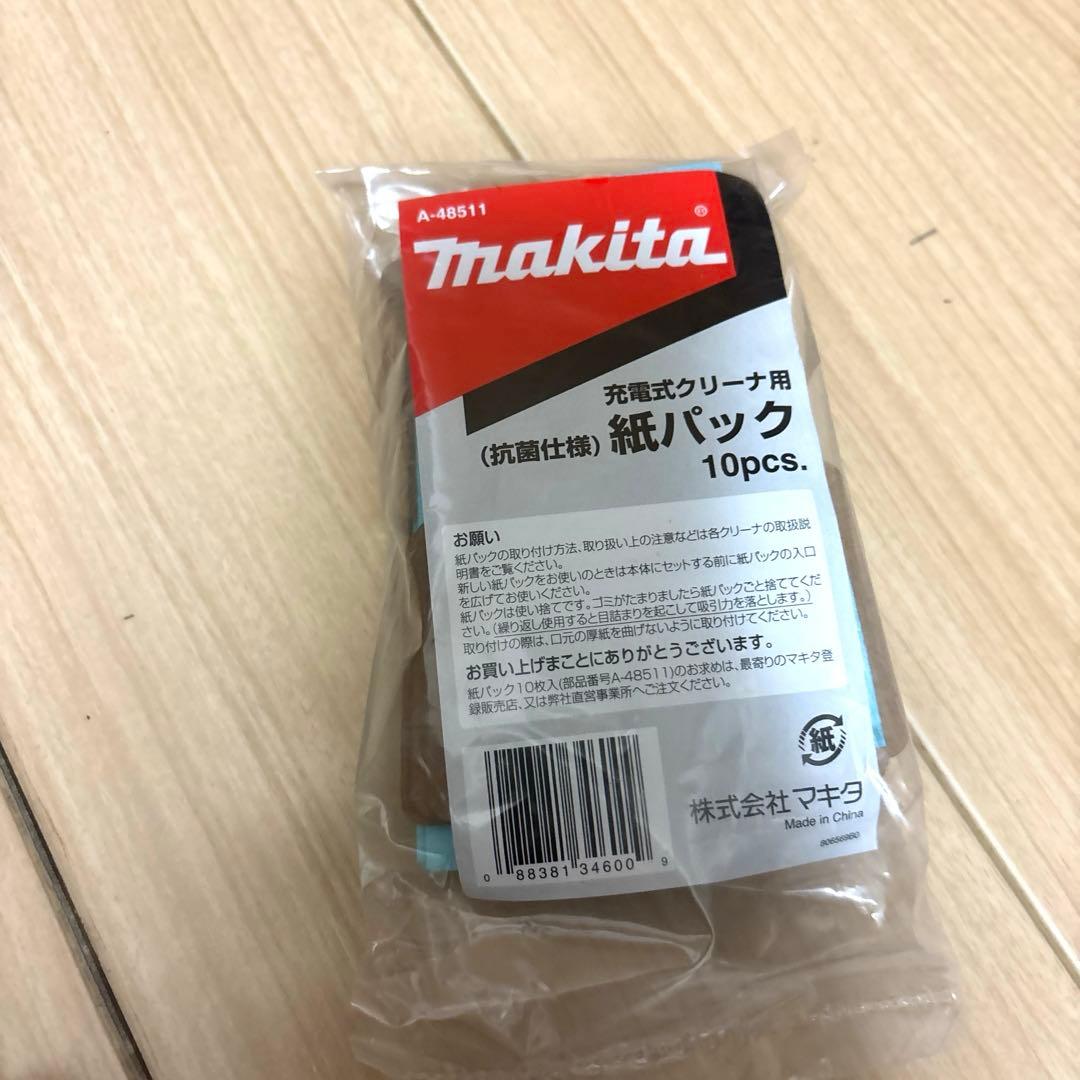 A-48511
makita®
充電式クリーナ用
(抗菌仕様) 紙パック
10pcs.
お願い
紙パックの取り付け方法、取り扱い上の注意などは各クリーナの取扱説
明書をご覧ください。
新しい紙パックをお使いのときは本体にセットする前に紙パックの入口
を広げてお使いください。
紙パックは使い捨てです。ゴミがたまりましたら紙パックごと捨ててくだ
さい。(繰り返し使用すると目詰まりを起こして吸引力を落とします。)
取り付けの際は、口元の厚紙を曲げないように取り付けてください。
お買い上げまことにありがとうございます。
紙パック10枚入(部品番号A-48511)のお求めは、最寄りのマキタ登
録販売店、又は弊社直営事業所へご注文ください。
紙
株式会社マキタ
Made in China
806569B0
0 88381 34600 9